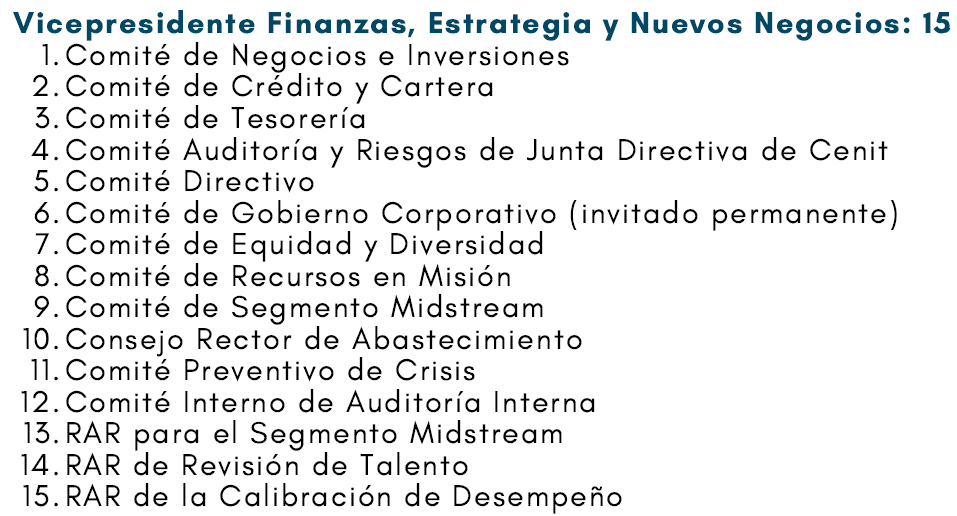 Vicepresidente Finanzas, Estrategia y Nuevos Negocios: 15
1. Comité de Negocios e Inversiones
2. Comité de Crédito y Cartera
3. Comité de Tesorería
4. Comité Auditoría y Riesgos de Junta Directiva de Cenit
5. Comité Directivo
6. Comité de Gobierno Corporativo (invitado permanente)
7. Comité de Equidad y Diversidad
8. Comité de Recursos en Misión
9. Comité de Segmento Midstream
10. Consejo Rector de Abastecimiento
11. Comité Preventivo de Crisis
12. Comité Interno de Auditoría Interna
13. RAR para el Segmento Midstream
14. RAR de Revisión de Talento
15. RAR de la Calibración de Desempeño